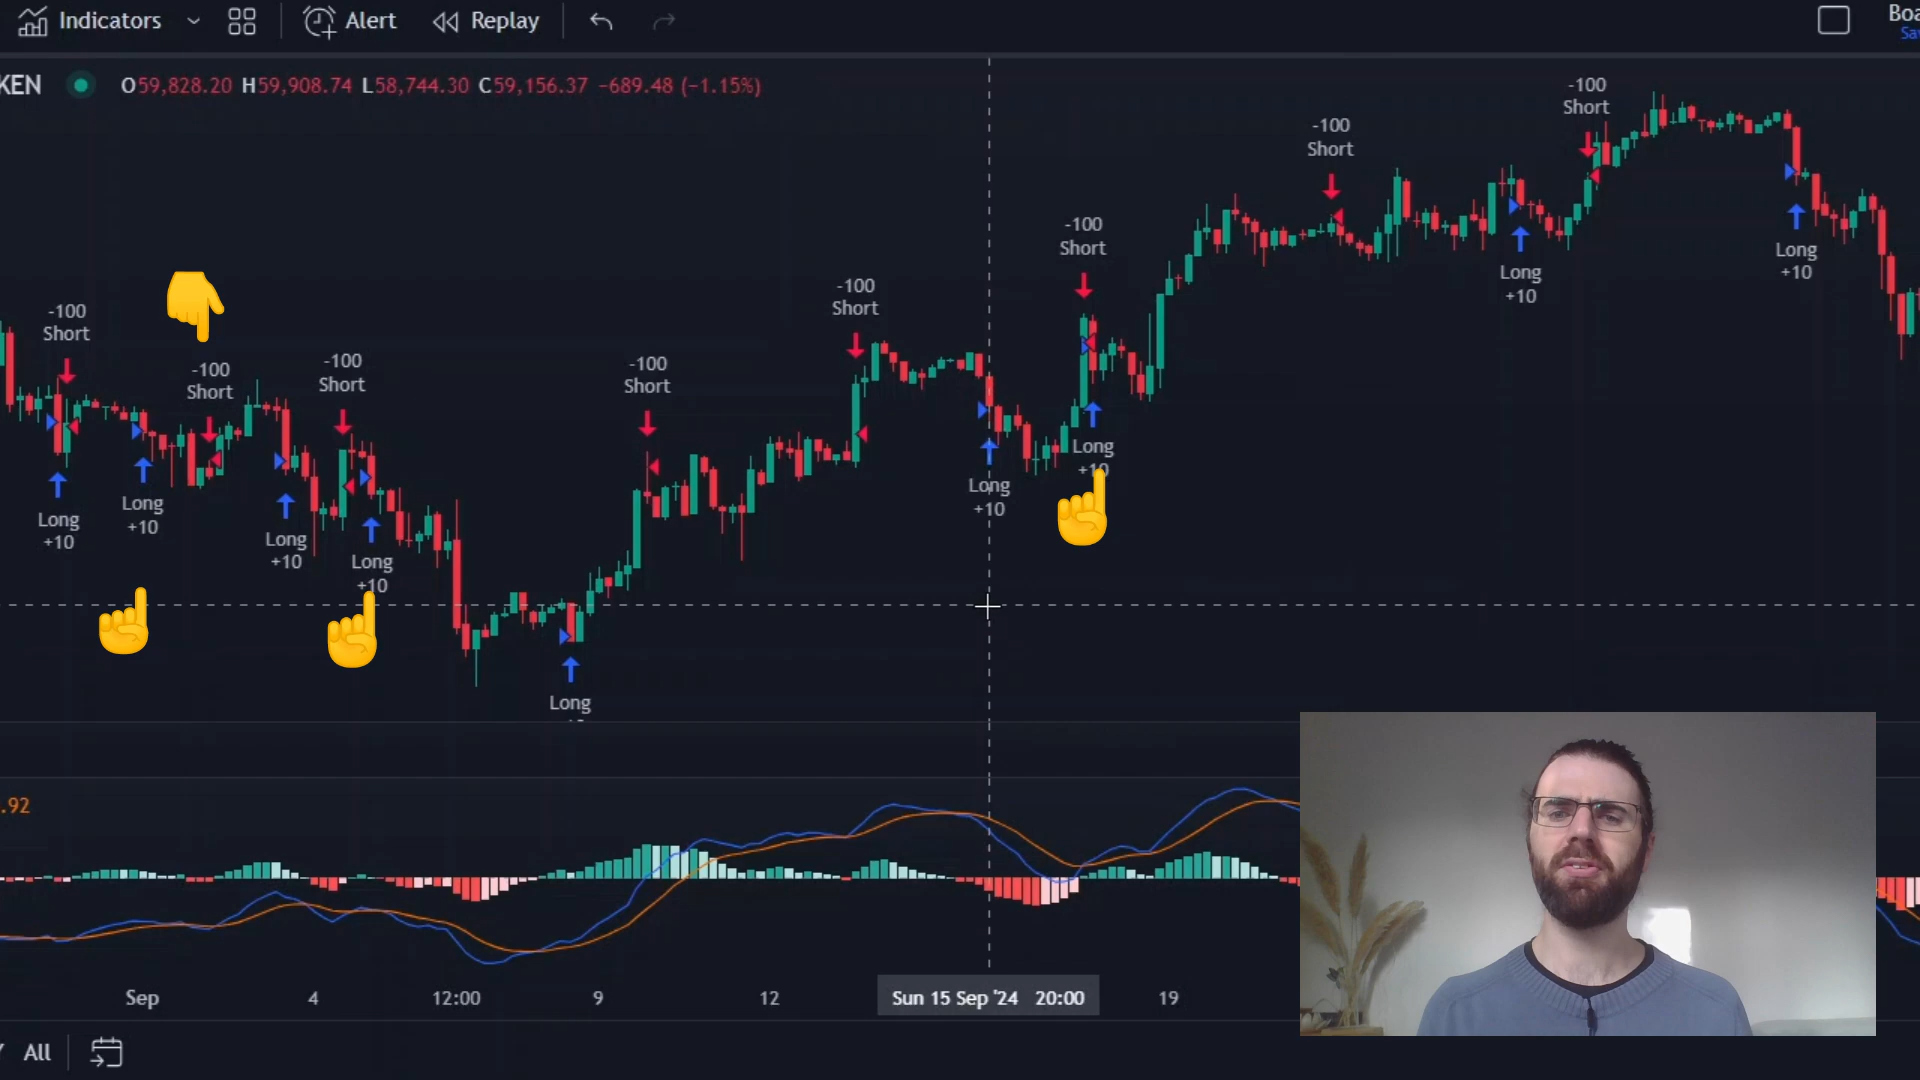 Indicators
Alert
Replay
KEN
O59,828.20 H59,908.74 L58,744.30 C59,156.37 −689.48 (−1.15%)
-100
Short
-100
Short
-100
Short
-100
Short
-100
Short
-100
Short
-100
Short
-100
Short
Long
+10
Long
+10
Long
+10
Long
+10
Long
Long
+10
Long
+10
Long
+10
Long
+10
.92
Sep
4
12:00
9
12
Sun 15 Sep '24 20:00
19
All